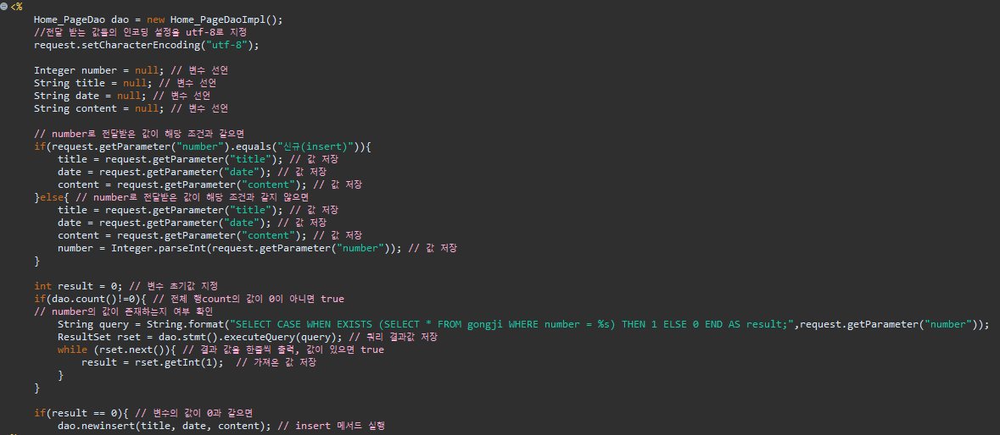 <%
Home_PageDao dao = new Home_PageDaoImpl();
//전달 받는 값들의 인코딩 설정을 utf-8로 지정
request.setCharacterEncoding("utf-8");
Integer number = null; // 변수 선언
String title = null; // 변수 선언
String date = null; // 변수 선언
String content = null; // 변수 선언
// number로 전달받은 값이 해당 조건과 같으면
if(request.getParameter("number").equals("신규(insert)")){
title = request.getParameter("title"); // 값 저장
date = request.getParameter("date"); // 값 저장
content = request.getParameter("content"); // 값 저장
}else{ // number로 전달받은 값이 해당 조건과 같지 않으면
title = request.getParameter("title"); // 값 저장
date = request.getParameter("date"); // 값 저장
content = request.getParameter("content"); // 값 저장
number = Integer.parseInt(request.getParameter("number")); // 값 저장
}
int result = 0; // 변수 초기값 지정
if(dao.count()!=0){ // 전체 행count의 값이 0이 아니면 true
// number의 값이 존재하는지 여부 확인
String query = String.format("SELECT CASE WHEN EXISTS (SELECT * FROM gongji WHERE number = %s) THEN 1 ELSE 0 END AS result;",request.getParameter("number"));
ResultSet rset = dao.stmt().executeQuery(query); // 쿼리 결과값 저장
while (rset.next()){ // 결과 값을 한줄씩 출력, 값이 있으면 true
result = rset.getInt(1);  // 가져온 값 저장
}
}
if(result == 0){ // 변수의 값이 0과 같으면
dao.newinsert(title, date, content); // insert 메서드 실행